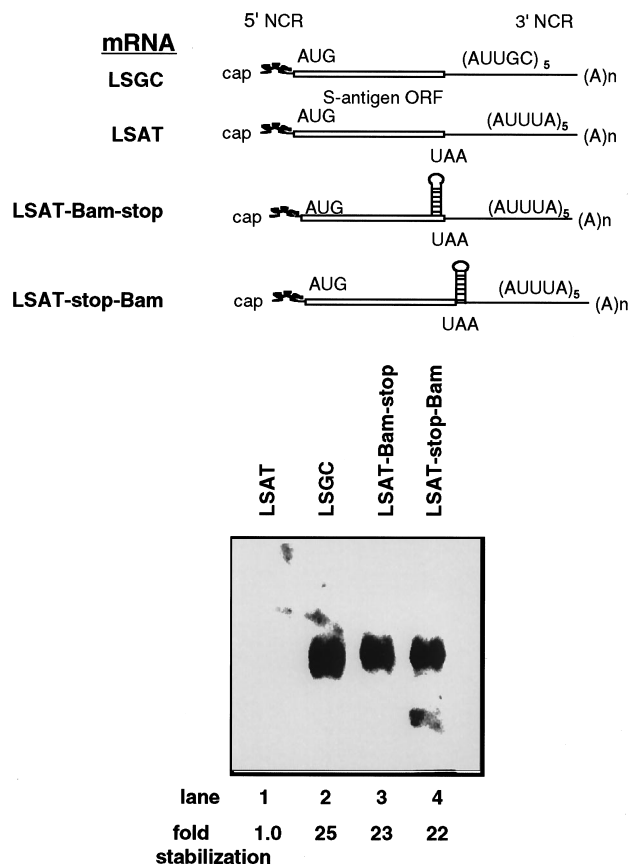 5' NCR 3' NCR
mRNA
LSGC cap AUG (AUUGC)5 (A)n
S-antigen ORF
LSAT cap AUG (AUUUA)5 (A)n
UAA
LSAT-Bam-stop cap AUG (AUUUA)5 (A)n
UAA
LSAT-stop-Bam cap AUG (AUUUA)5 (A)n
UAA
LSAT
LSGC
LSAT-Bam-stop
LSAT-stop-Bam
lane 1 2 3 4
fold 1.0 25 23 22
stabilization